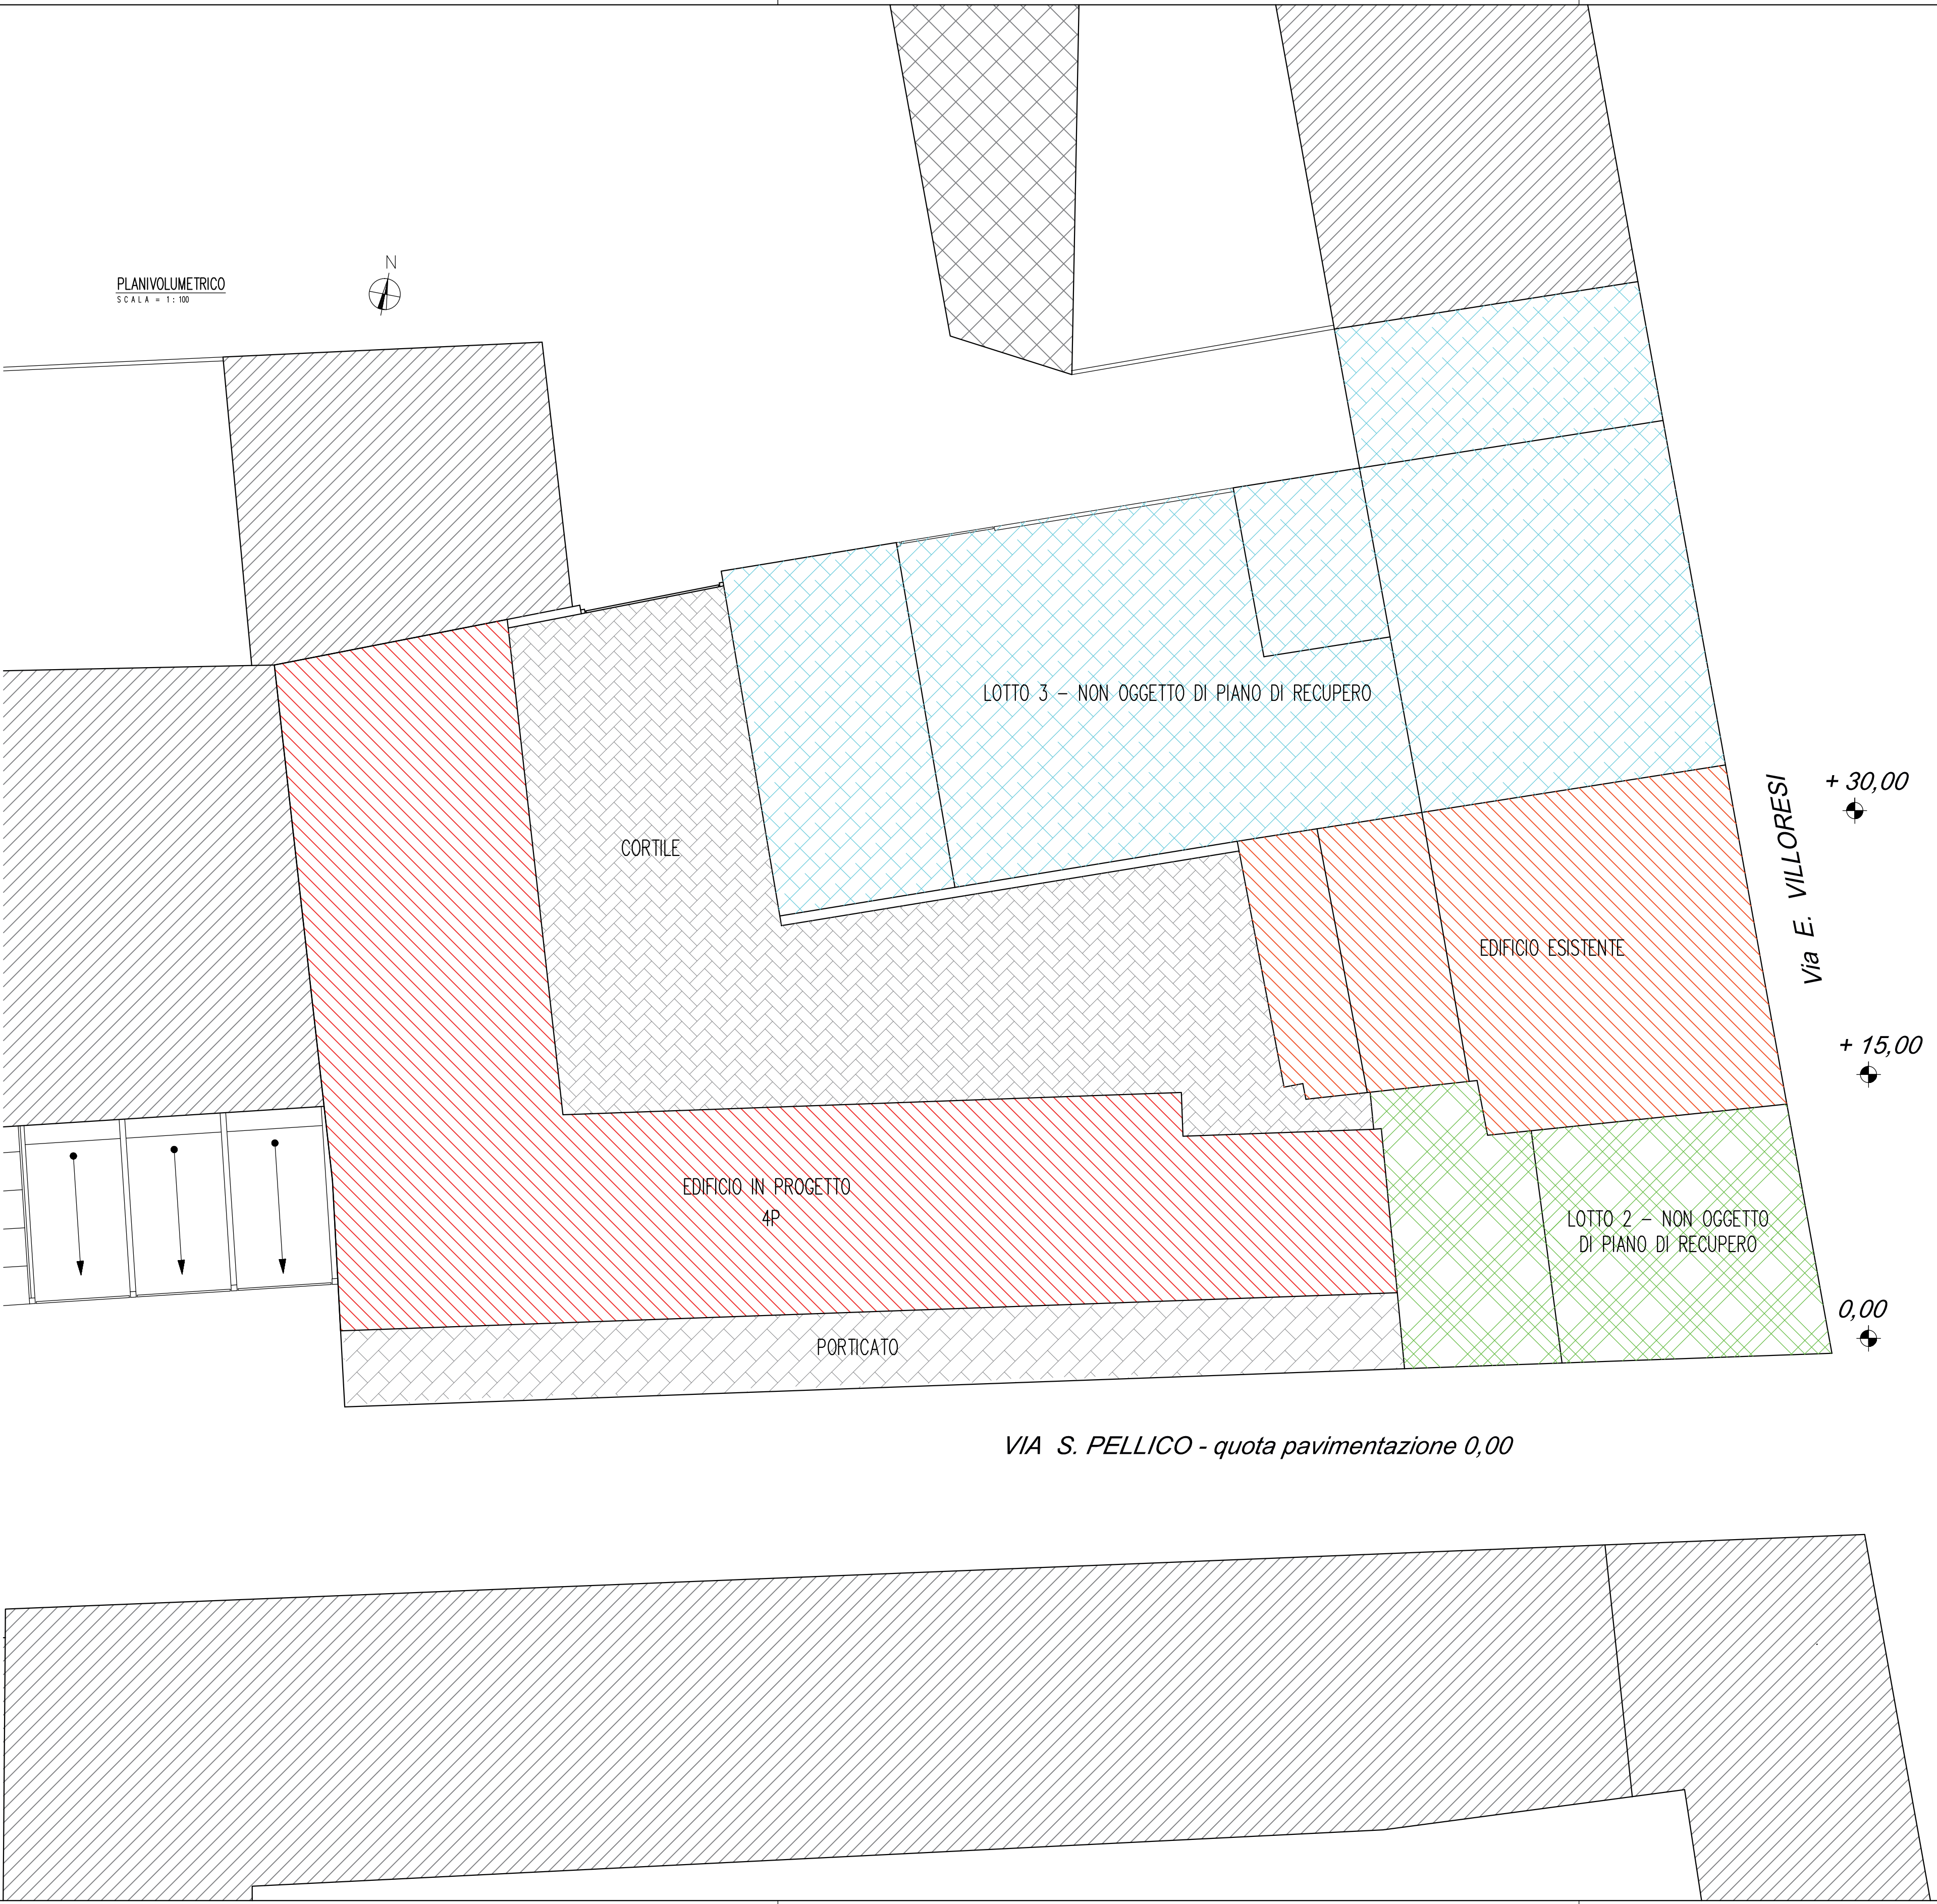 N
PLANIVOLUMETRICO
SCALA = 1:100
LOTTO 3 - NON OGGETTO DI PIANO DI RECUPERO
Via E. VILLORESI
+ 30,00
CORTILE
EDIFICIO ESISTENTE
+ 15,00
EDIFICIO IN PROGETTO
4P
LOTTO 2 - NON OGGETTO
DI PIANO DI RECUPERO
0,00
PORTICATO
VIA S. PELLICO - quota pavimentazione 0,00